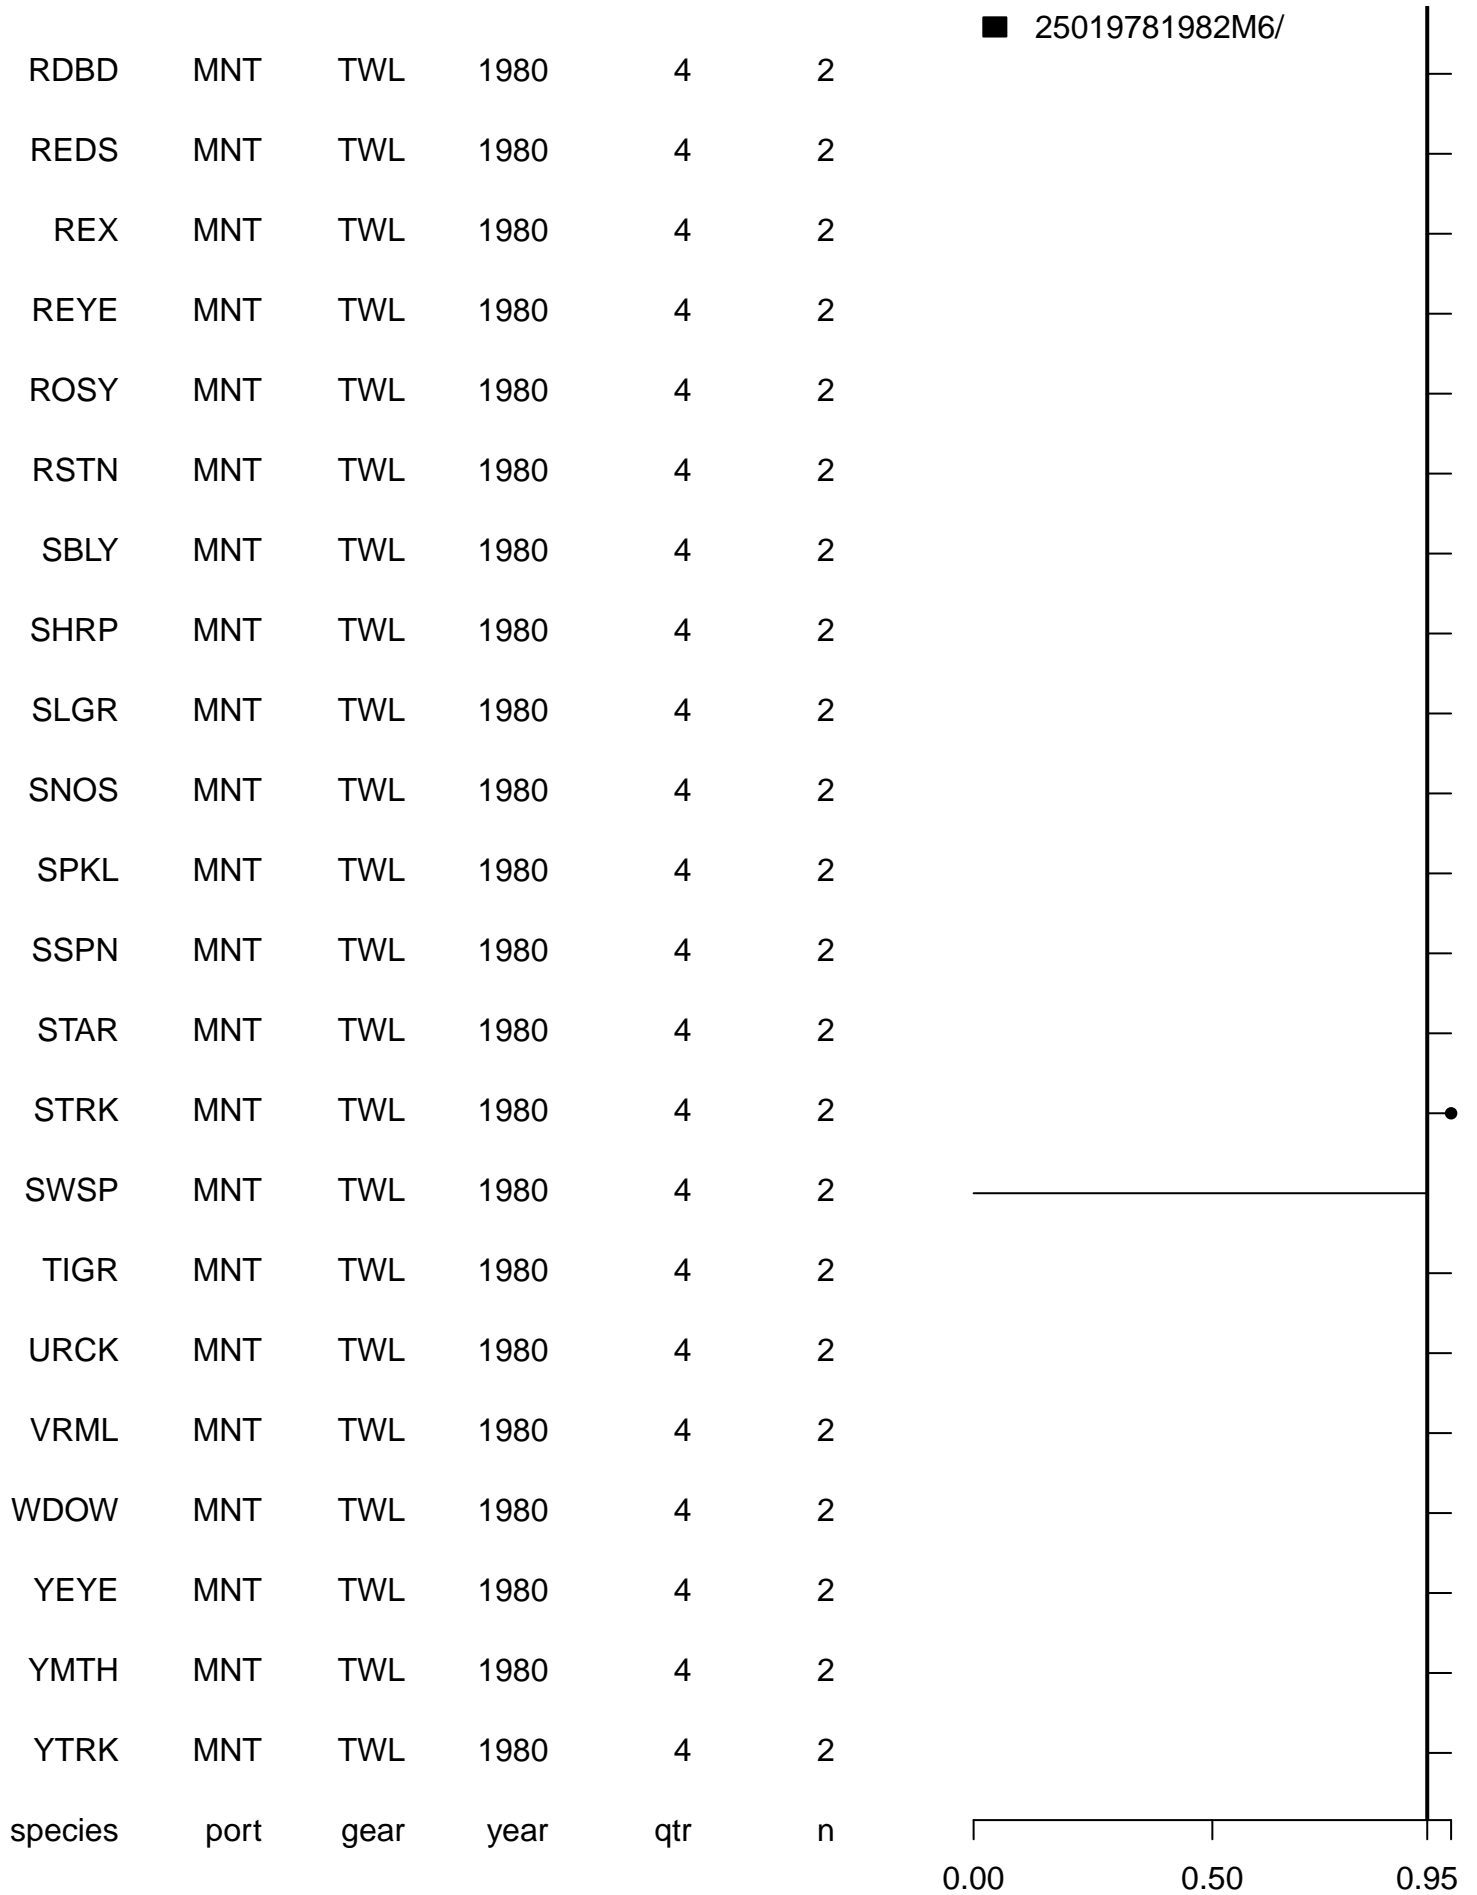 25019781982M6/
RDBD MNT TWL 1980 4 2
REDS MNT TWL 1980 4 2
REX MNT TWL 1980 4 2
REYE MNT TWL 1980 4 2
ROSY MNT TWL 1980 4 2
RSTN MNT TWL 1980 4 2
SBLY MNT TWL 1980 4 2
SHRP MNT TWL 1980 4 2
SLGR MNT TWL 1980 4 2
SNOS MNT TWL 1980 4 2
SPKL MNT TWL 1980 4 2
SSPN MNT TWL 1980 4 2
STAR MNT TWL 1980 4 2
STRK MNT TWL 1980 4 2
SWSP MNT TWL 1980 4 2
TIGR MNT TWL 1980 4 2
URCK MNT TWL 1980 4 2
VRML MNT TWL 1980 4 2
WDOW MNT TWL 1980 4 2
YEYE MNT TWL 1980 4 2
YMTH MNT TWL 1980 4 2
YTRK MNT TWL 1980 4 2
species port gear year qtr n
0.00 0.50 0.95